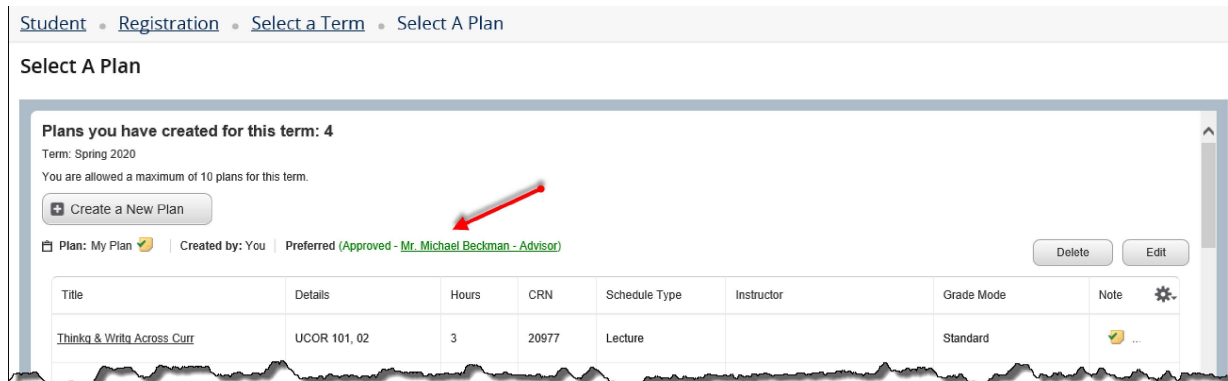 Student • Registration • Select a Term • Select A Plan
Select A Plan
Plans you have created for this term: 4
Term: Spring 2020
You are allowed a maximum of 10 plans for this term.
Create a New Plan
Plan: My Plan | Created by: You | Preferred (Approved - Mr. Michael Beckman - Advisor)
Delete Edit
Title Details Hours CRN Schedule Type Instructor Grade Mode Note
Thinkg & Writg Across Curr UCOR 101, 02 3 20977 Lecture Standard ...